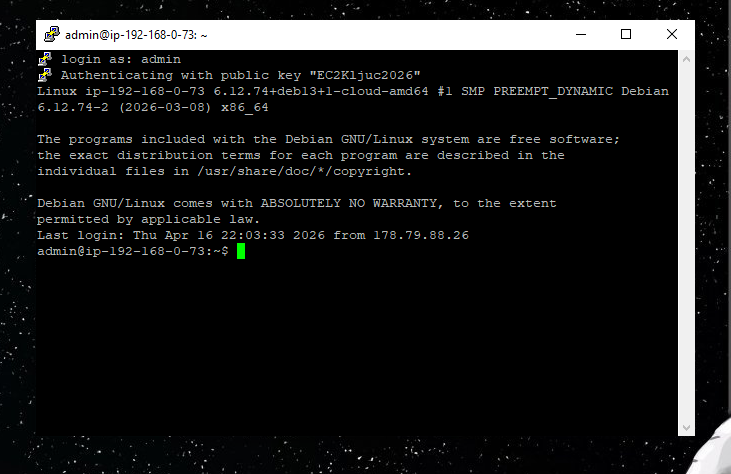 admin@ip-192-168-0-73: ~
login as: admin
Authenticating with public key "EC2Kljuc2026"
Linux ip-192-168-0-73 6.12.74+deb13+1-cloud-amd64 #1 SMP PREEMPT_DYNAMIC Debian
6.12.74-2 (2026-03-08) x86_64
The programs included with the Debian GNU/Linux system are free software;
the exact distribution terms for each program are described in the
individual files in /usr/share/doc/*/copyright.
Debian GNU/Linux comes with ABSOLUTELY NO WARRANTY, to the extent
permitted by applicable law.
Last login: Thu Apr 16 22:03:33 2026 from 178.79.88.26
admin@ip-192-168-0-73:~$